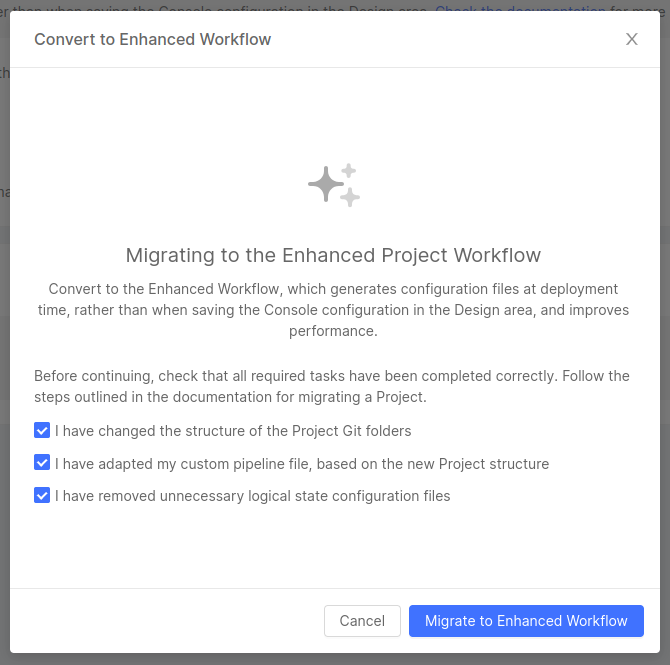 er than when saving the Console configuration in the Design area. Check the documentation for more
Convert to Enhanced Workflow
th
na
Migrating to the Enhanced Project Workflow
Convert to the Enhanced Workflow, which generates configuration files at deployment
time, rather than when saving the Console configuration in the Design area, and improves
performance.
Before continuing, check that all required tasks have been completed correctly. Follow the
steps outlined in the documentation for migrating a Project.
I have changed the structure of the Project Git folders
I have adapted my custom pipeline file, based on the new Project structure
I have removed unnecessary logical state configuration files
Cancel
Migrate to Enhanced Workflow